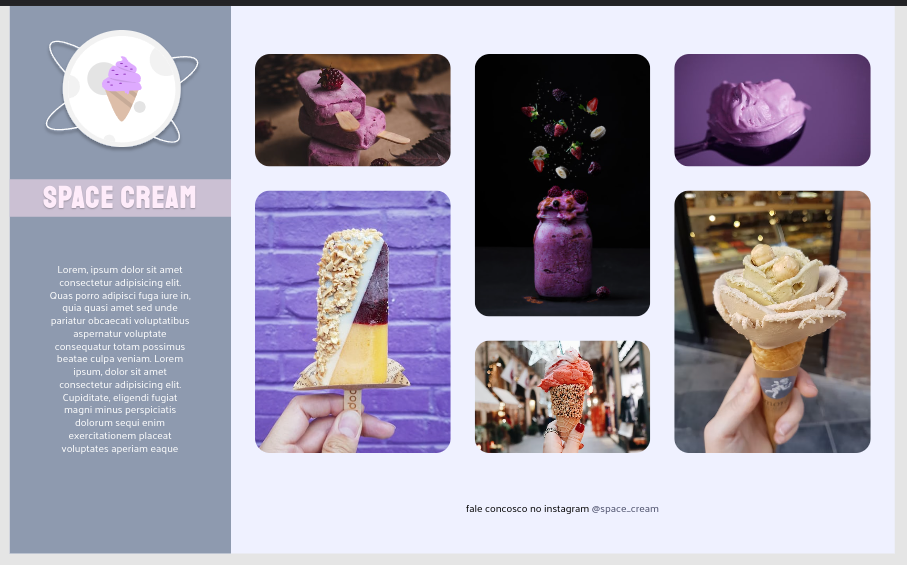 SPACE CREAM
Lorem, ipsum dolor sit amet
consectetur adipisicing elit.
Quas porro adipisci fuga iure in,
quia quasi amet sed unde
pariatur obcaecati voluptatibus
aspernatur voluptate
consequatur totam possimus
beatae culpa veniam. Lorem
ipsum, dolor sit amet
consectetur adipisicing elit.
Cupiditate, eligendi fugiat
magni minus perspiciatis
dolorum sequi enim
exercitationem placeat
voluptates aperiam eaque
fale concosco no instagram @space_cream